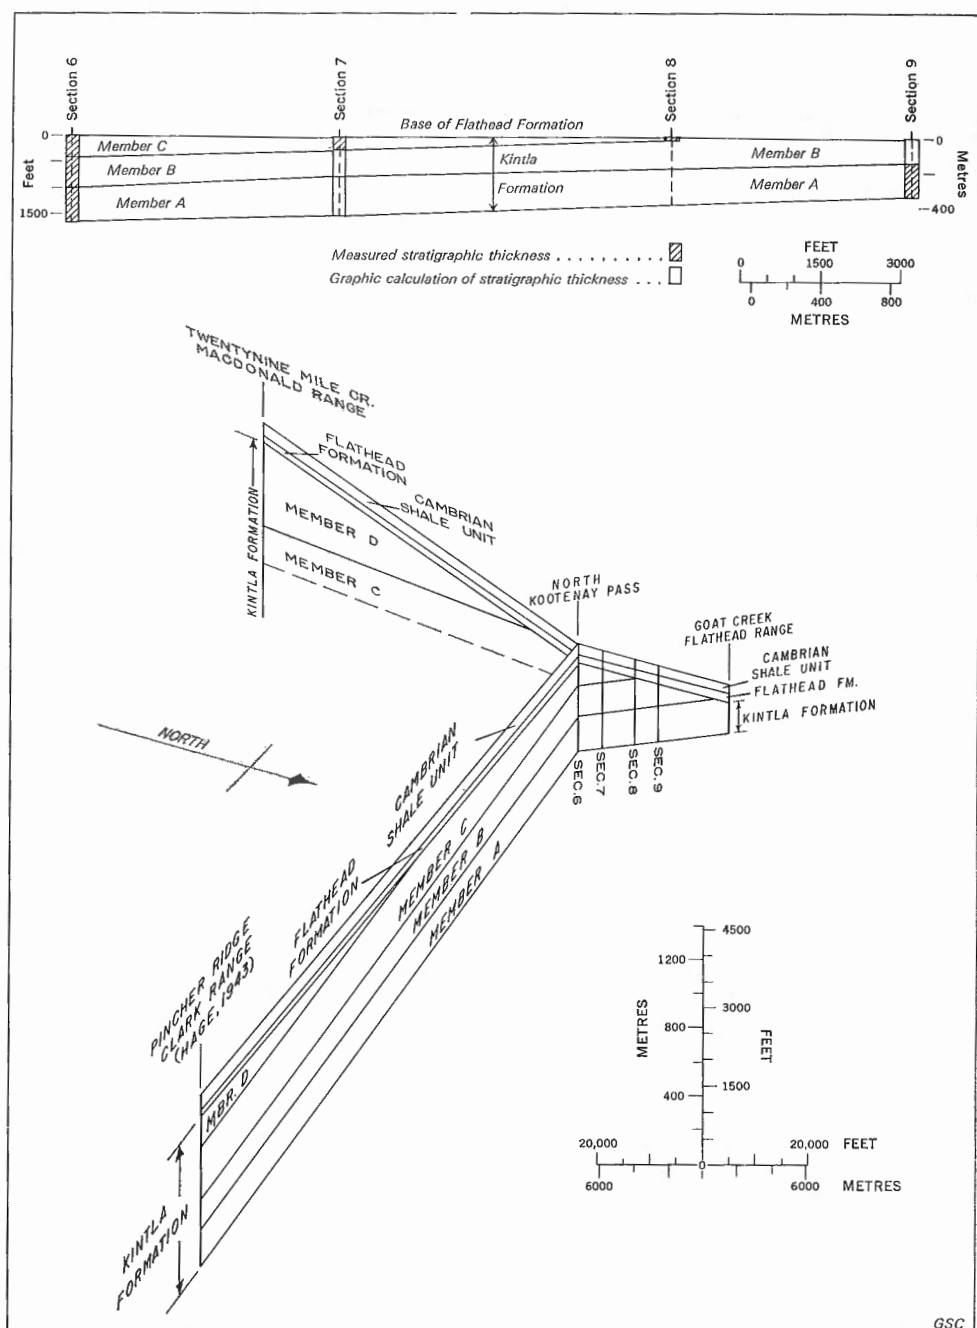 Section 6
Section 7
Section 8
Section 9
Base of Flathead Formation
0
Feet
1500
Member C
Member B
Member A
Kintla
Formation
Member B
Member A
0
Metres
400
Measured stratigraphic thickness . . . . . . . . . .
Graphic calculation of stratigraphic thickness . . .
FEET
0 1500 3000
0 400 800
METRES
TWENTYNINE MILE CR.
MACDONALD RANGE
FLATHEAD
FORMATION
CAMBRIAN
SHALE UNIT
KINTLA FORMATION
MEMBER D
MEMBER C
NORTH
KOOTENAY PASS
GOAT CREEK
FLATHEAD RANGE
CAMBRIAN
SHALE UNIT
FLATHEAD FM.
KINTLA FORMATION
NORTH
SEC.6
SEC.7
SEC.8
SEC.9
CAMBRIAN
SHALE UNIT
FLATHEAD
FORMATION
MEMBER C
MEMBER B
MEMBER A
PINCHER RIDGE
CLARK RANGE
(HAGE, 1943)
MBR. D
KINTLA
FORMATION
4500
1200
3000
METRES
800
FEET
1500
400
20,000
20,000 FEET
0
6000
6000 METRES
GSC